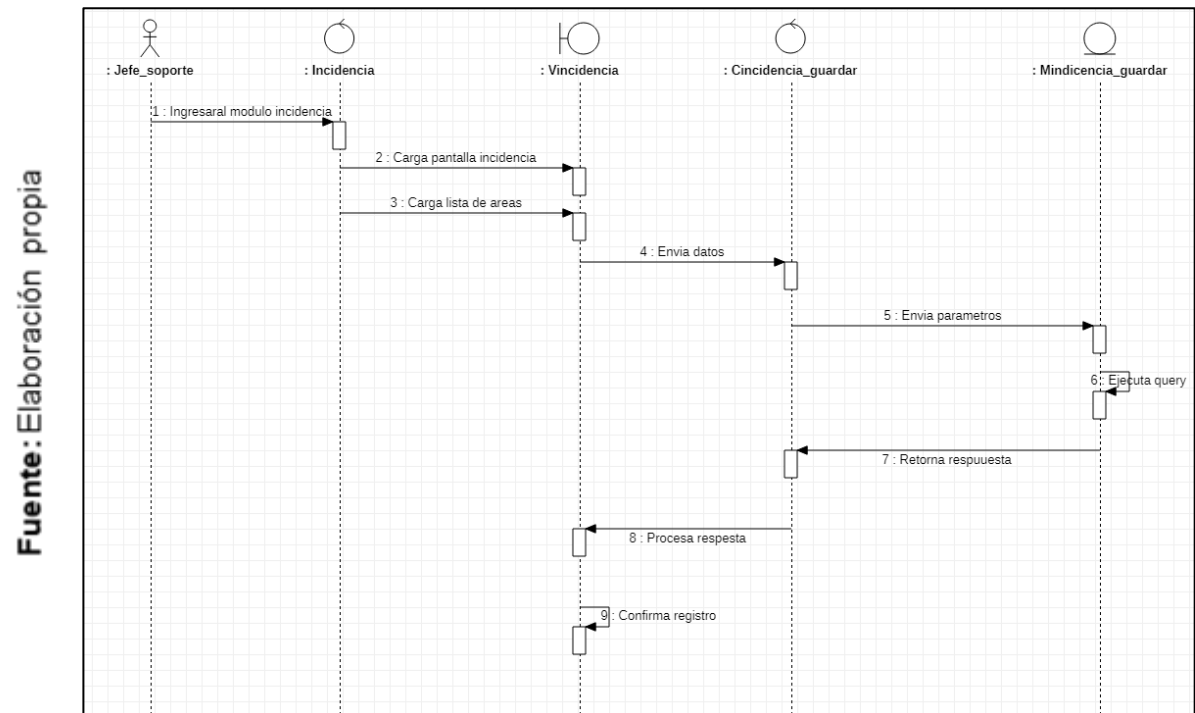 : Jefe_soporte
: Incidencia
: Vincidencia
: Cincidencia_guardar
: Mindicencia_guardar
1 : Ingresaral modulo incidencia
2 : Carga pantalla incidencia
3 : Carga lista de areas
4 : Envia datos
5 : Envia parametros
6 : Ejecuta query
7 : Retorna respuuesta
8 : Procesa respesta
9 : Confirma registro
Fuente: Elaboración propia